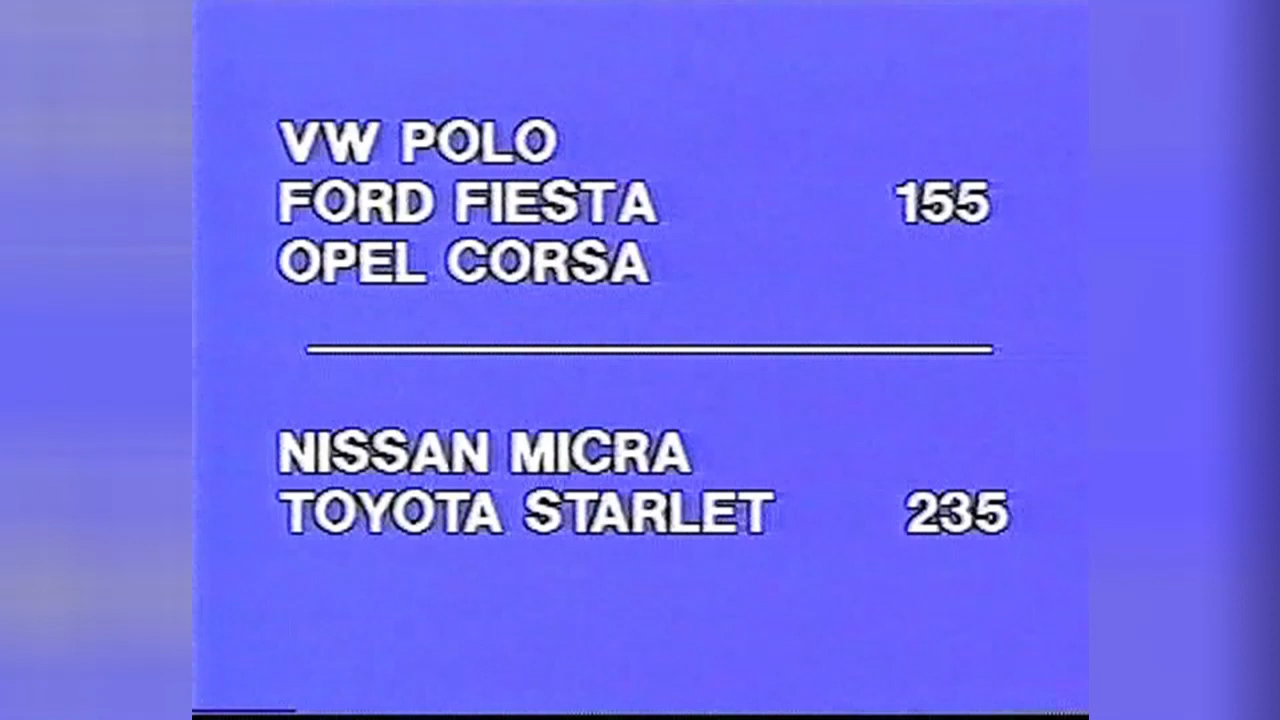 VW POLO
FORD FIESTA 155
OPEL CORSA
NISSAN MICRA
TOYOTA STARLET 235